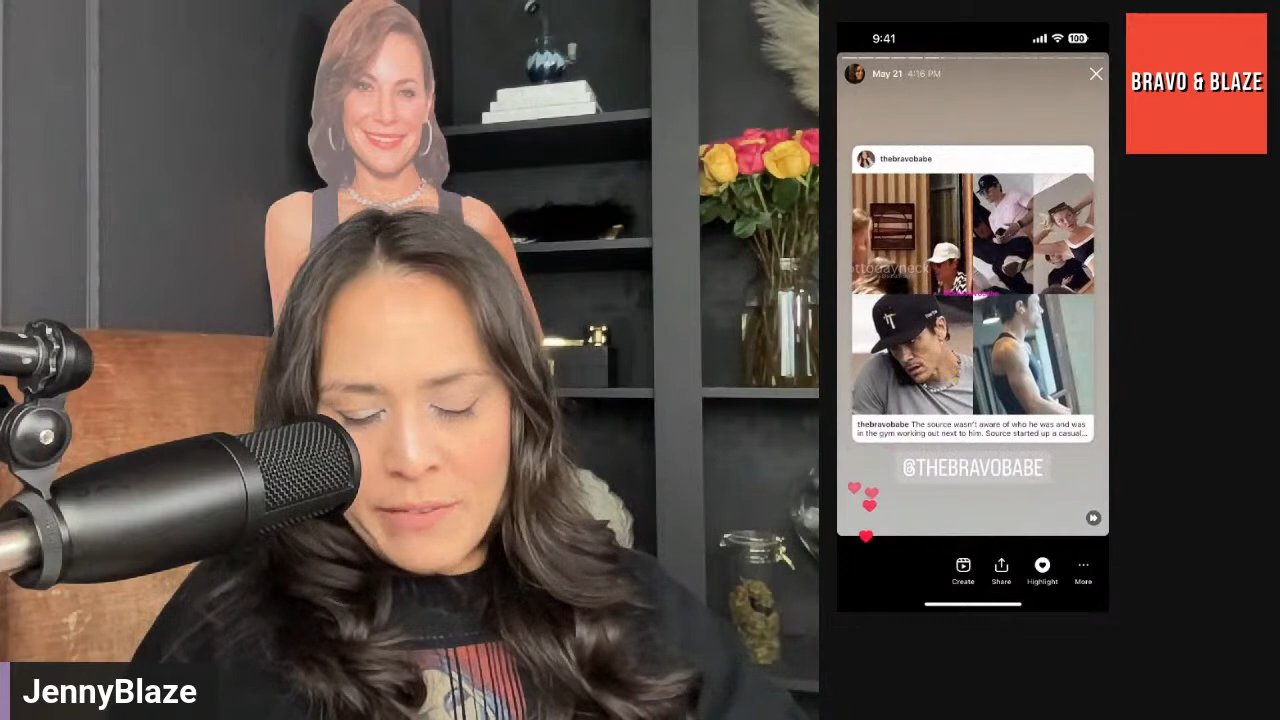 9:41
100
BRAVO & BLAZE
May 21 4:16 PM
thebravobabe
thebravobabe The source wasn't aware of who he was and was
in the gym working out next to him. Source started up a casual...
@THEBRAVOBABE
Create
Share
Highlight
More
JennyBlaze